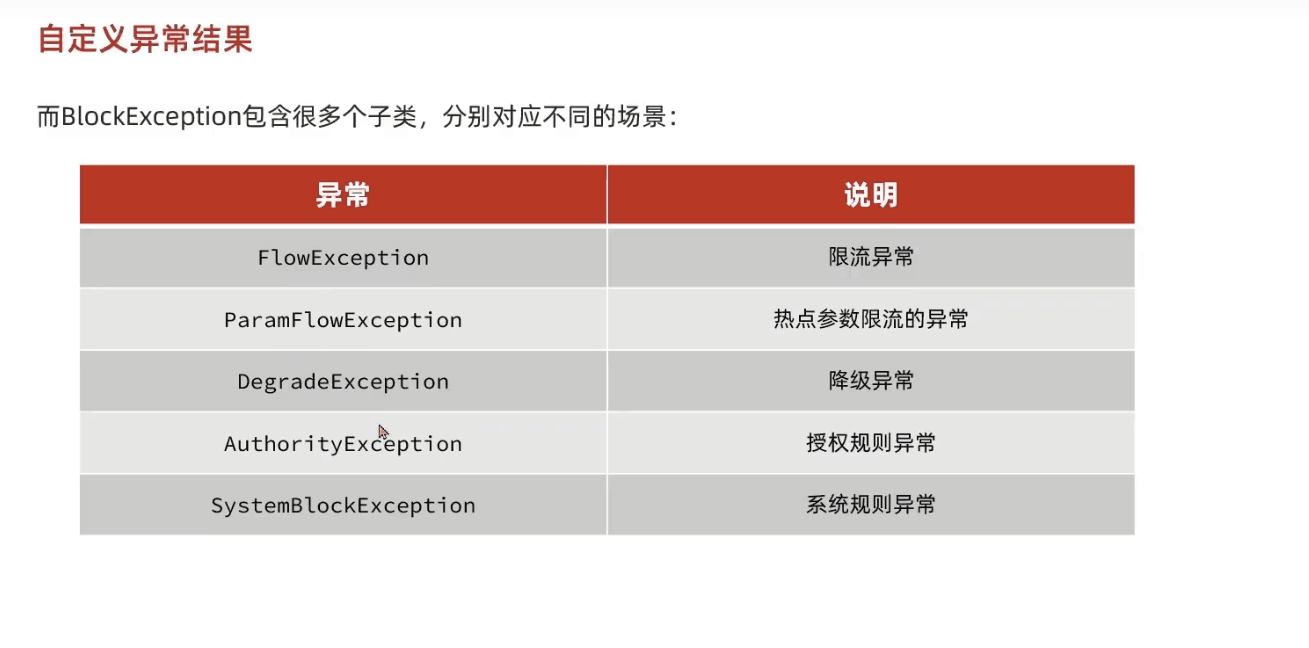 自定义异常结果
而BlockException包含很多个子类，分别对应不同的场景：
异常 说明
FlowException 限流异常
ParamFlowException 热点参数限流的异常
DegradeException 降级异常
AuthorityException 授权规则异常
SystemBlockException 系统规则异常